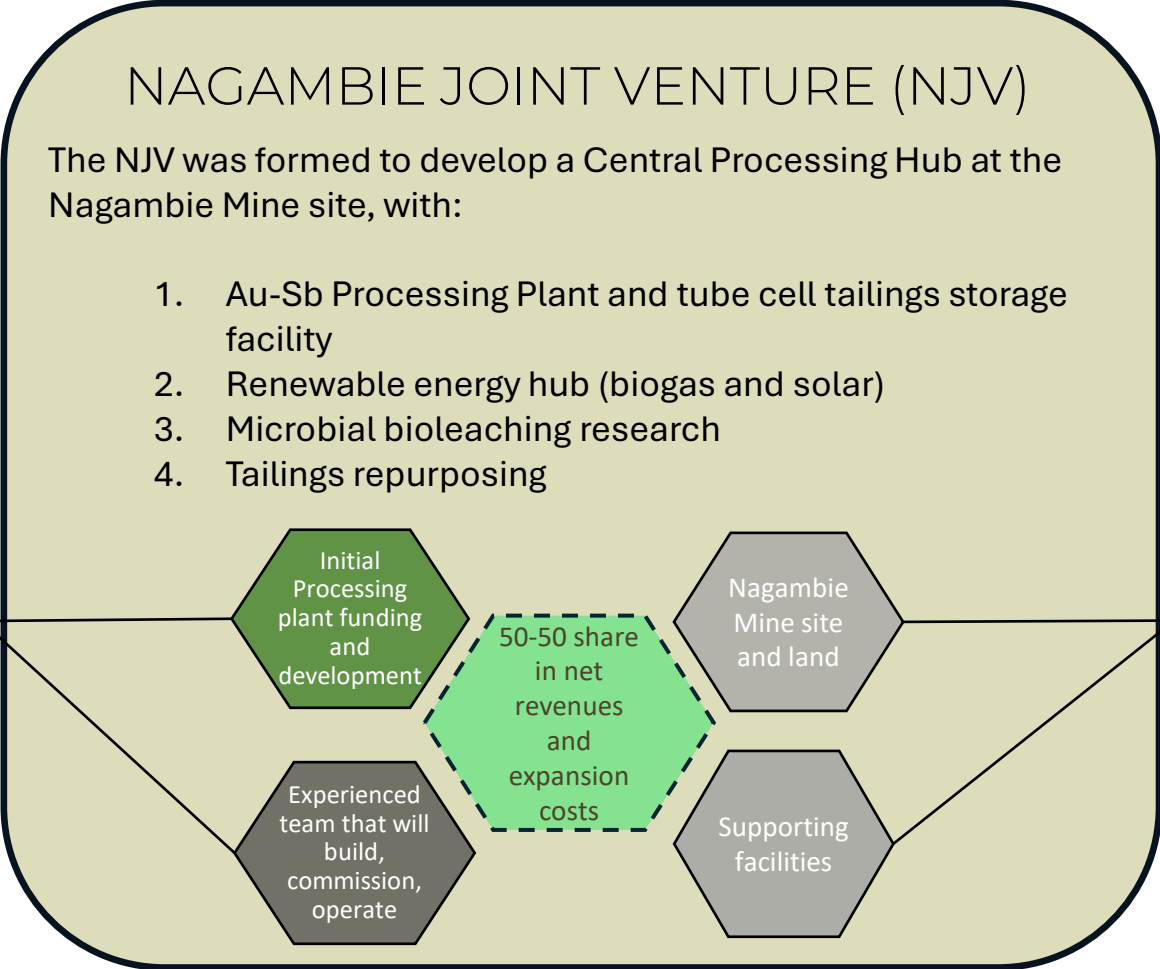 NAGAMBIE JOINT VENTURE (NJV)
The NJV was formed to develop a Central Processing Hub at the
Nagambie Mine site, with:
1. Au-Sb Processing Plant and tube cell tailings storage
facility
2. Renewable energy hub (biogas and solar)
3. Microbial bioleaching research
4. Tailings repurposing
Initial
Processing
plant funding
and
development
Nagambie
Mine site
and land
50-50 share
in net
revenues
and
expansion
costs
Experienced
team that will
build,
commission,
operate
Supporting
facilities